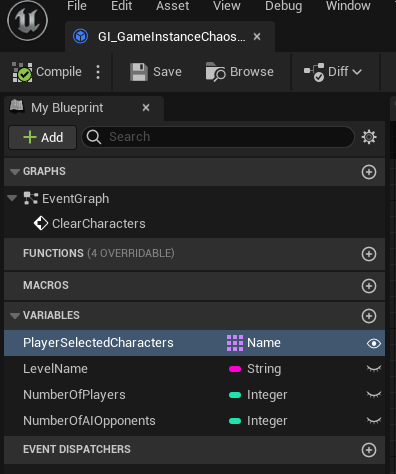 File Edit Asset View Debug Window
GI_GameInstanceChaos...
Compile Save Browse Diff
My Blueprint
Add Search
GRAPHS
EventGraph
ClearCharacters
FUNCTIONS (4 OVERRIDABLE)
MACROS
VARIABLES
PlayerSelectedCharacters Name
LevelName String
NumberOfPlayers Integer
NumberOfAIOpponents Integer
EVENT DISPATCHERS